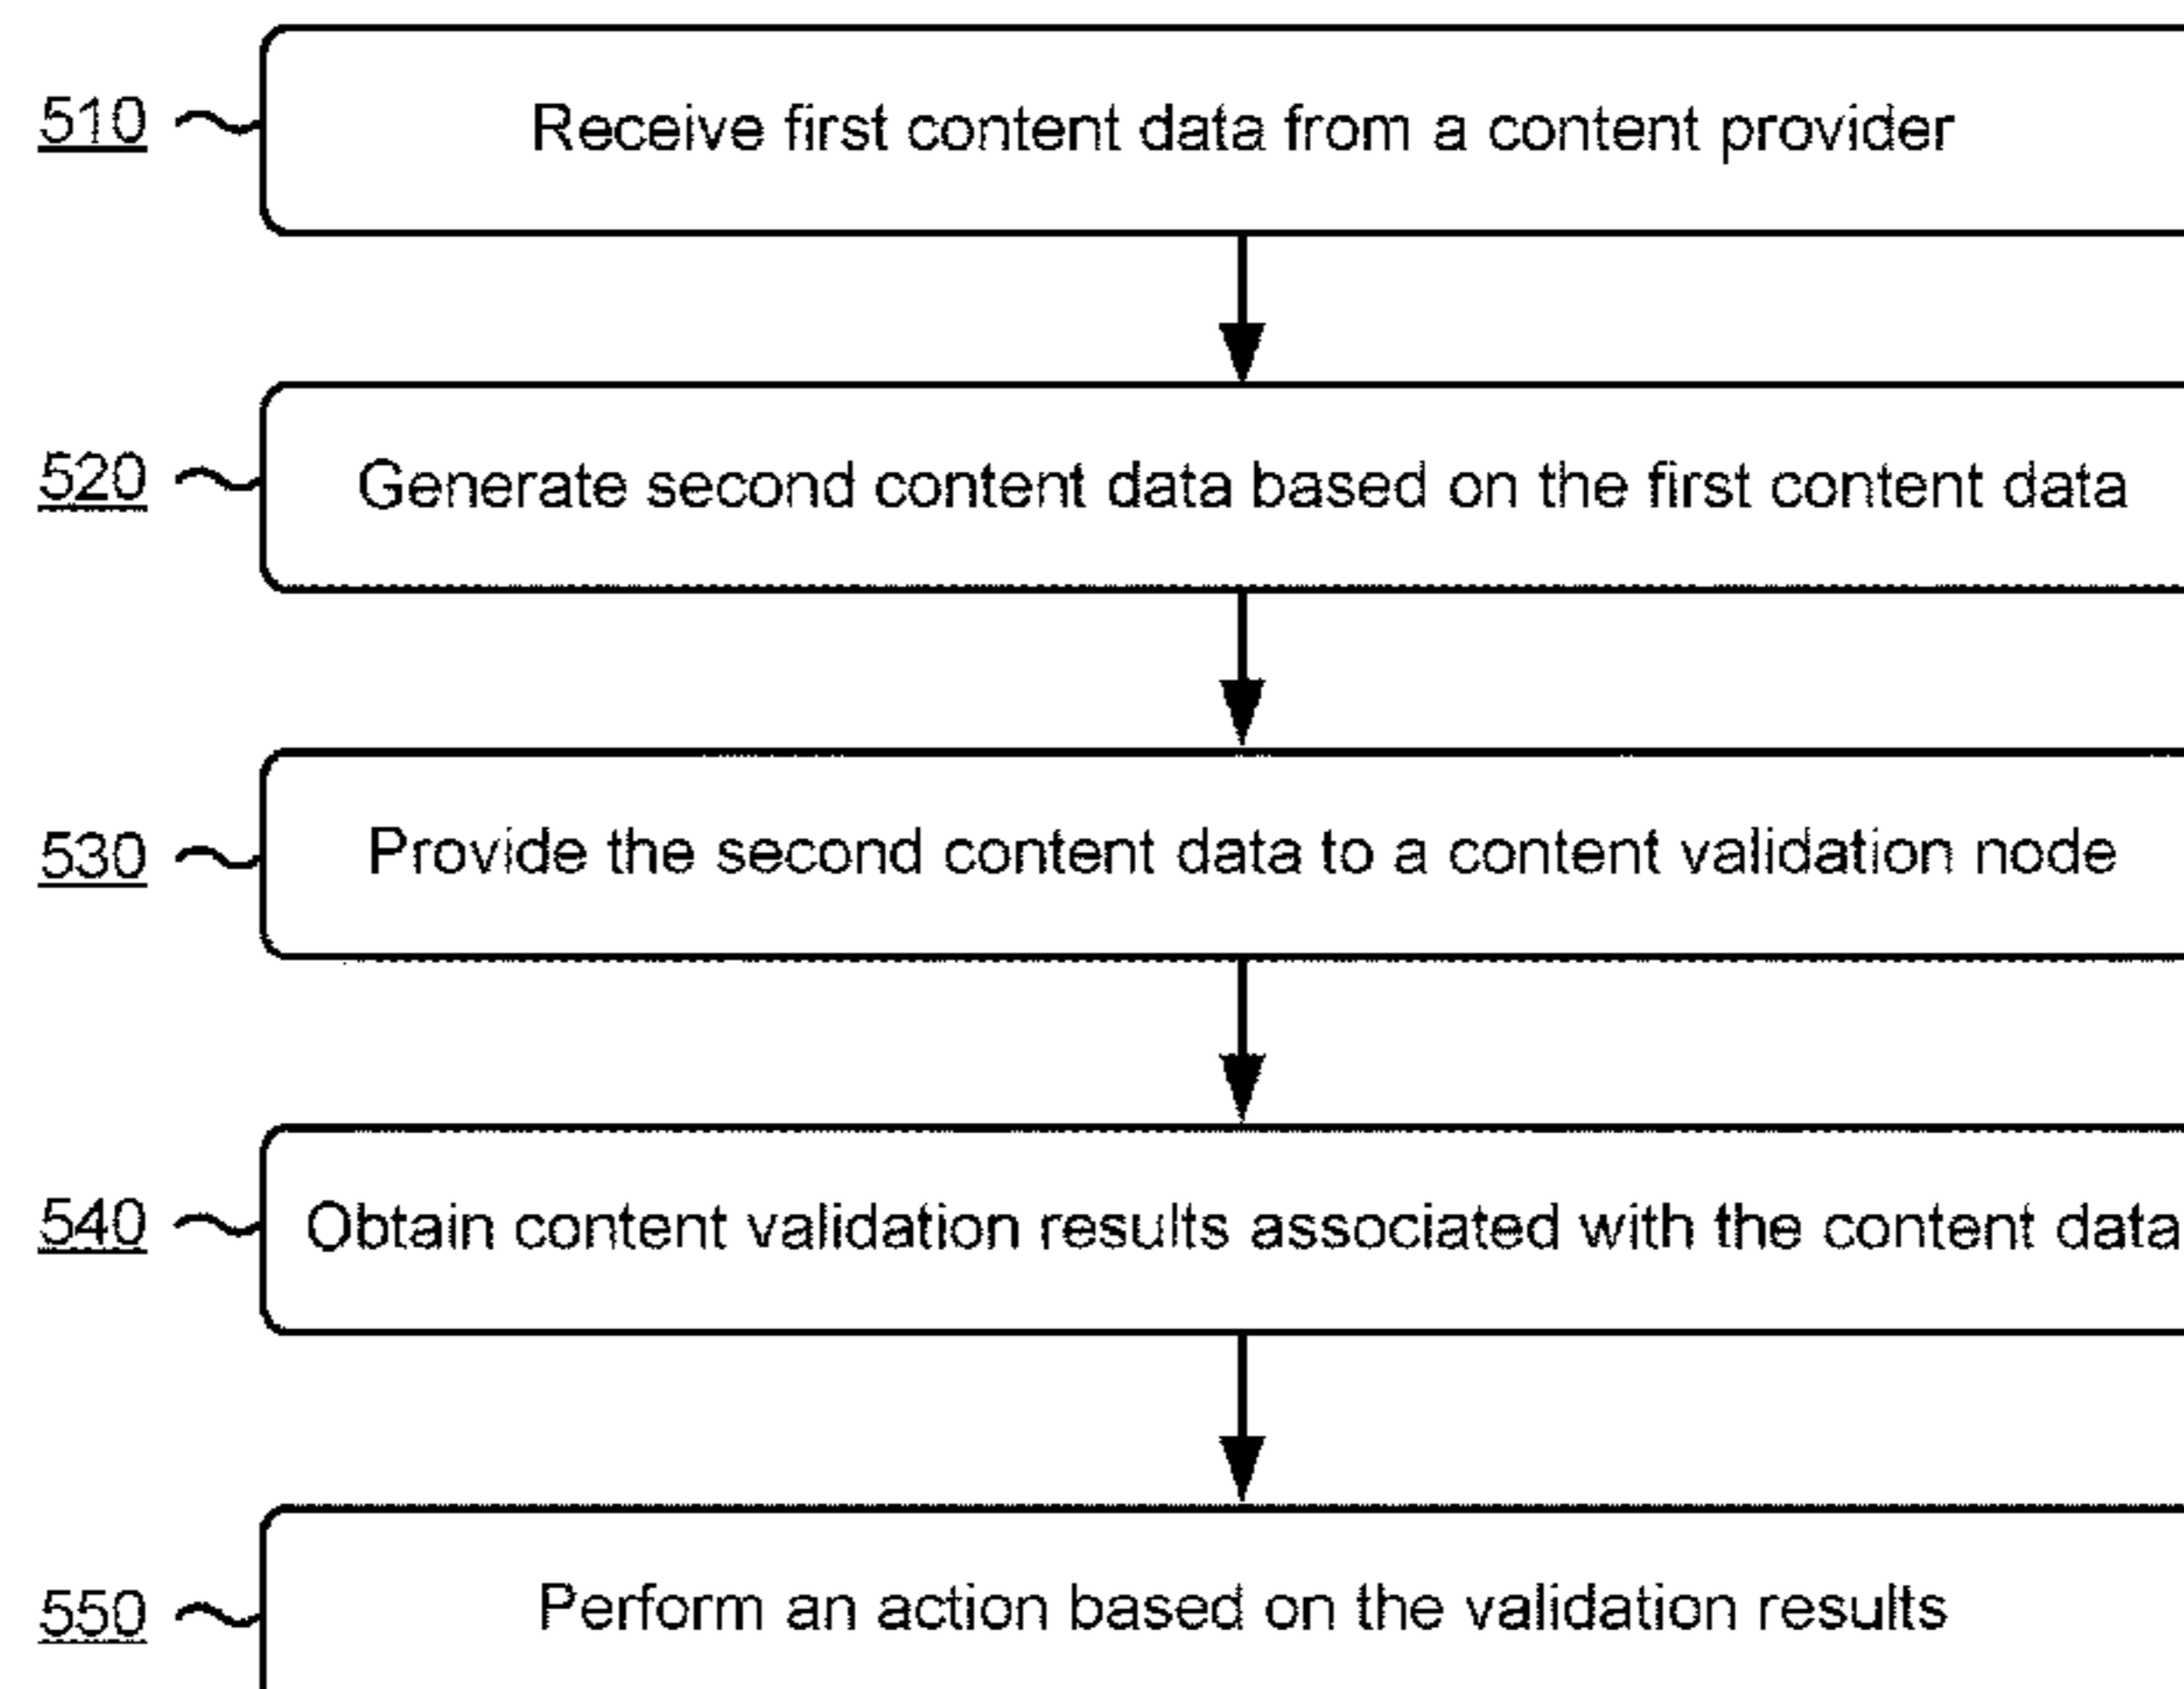 510 Receive first content data from a content provider
520 Generate second content data based on the first content data
530 Provide the second content data to a content validation node
540 Obtain content validation results associated with the content data
550 Perform an action based on the validation results